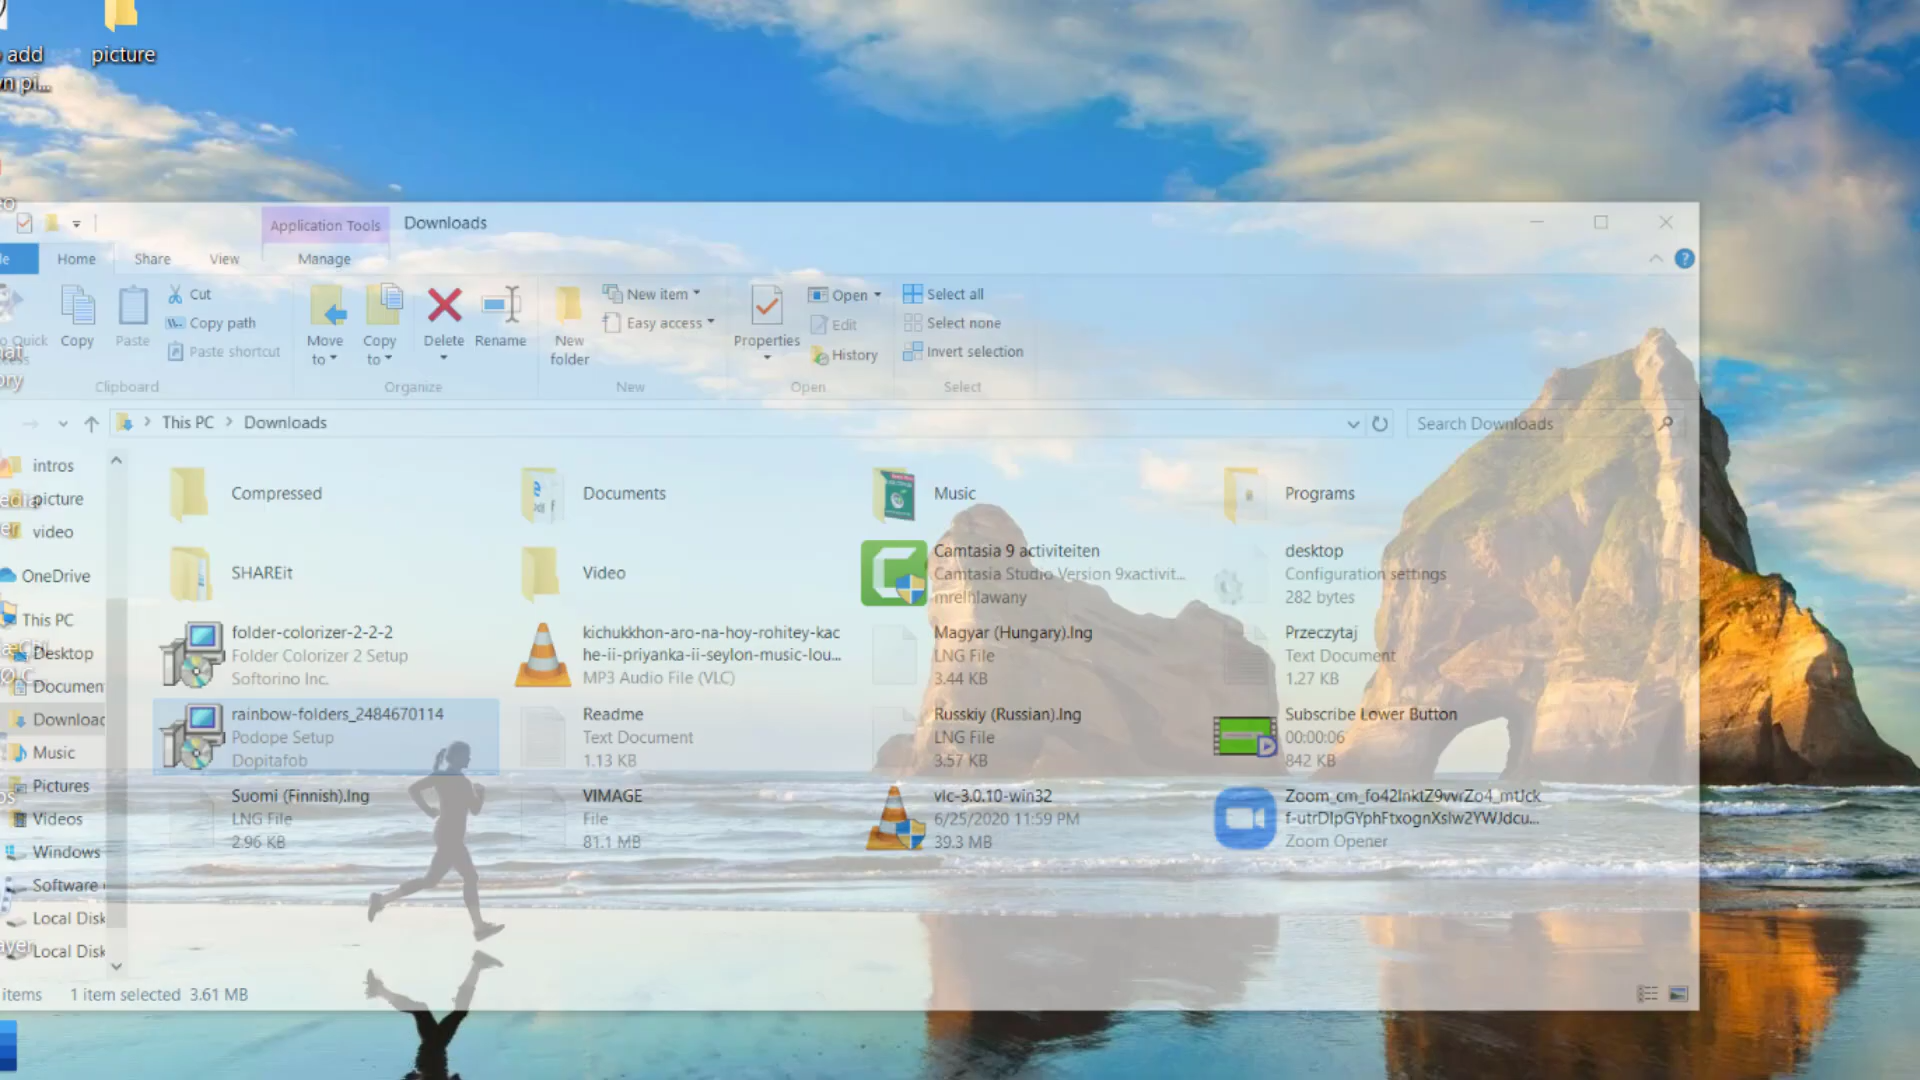 add
picture
n pi...
Application Tools
Downloads
Home
Share
View
Manage
Copy
Paste
Cut
Copy path
Paste shortcut
Clipboard
Move
to
Copy
to
Delete
Rename
Organize
New
folder
New item
Easy access
New
Properties
Open
Edit
History
Open
Select all
Select none
Invert selection
Select
This PC
Downloads
Search Downloads
intros
picture
video
OneDrive
This PC
Desktop
Documen
Downloac
Music
Pictures
Videos
Windows
Software
Local Disk
Local Disk
Compressed
Documents
Music
Programs
SHAREit
Video
Camtasia 9 activiteiten
Camtasia Studio Version 9xactivit...
mrelhlawany
desktop
Configuration settings
282 bytes
folder-colorizer-2-2-2
Folder Colorizer 2 Setup
Softorino Inc.
kichukkhon-aro-na-hoy-rohitey-kac
he-ii-priyanka-ii-seylon-music-lou...
MP3 Audio File (VLC)
Magyar (Hungary).lng
LNG File
3.44 KB
Przeczytaj
Text Document
1.27 KB
rainbow-folders_2484670114
Podope Setup
Dopitafob
Readme
Text Document
1.13 KB
Russkiy (Russian).lng
LNG File
3.57 KB
Subscribe Lower Button
00:00:06
842 KB
Suomi (Finnish).lng
LNG File
2.96 KB
VIMAGE
File
81.1 MB
vlc-3.0.10-win32
6/25/2020 11:59 PM
39.3 MB
Zoom Opener
items
1 item selected 3.61 MB